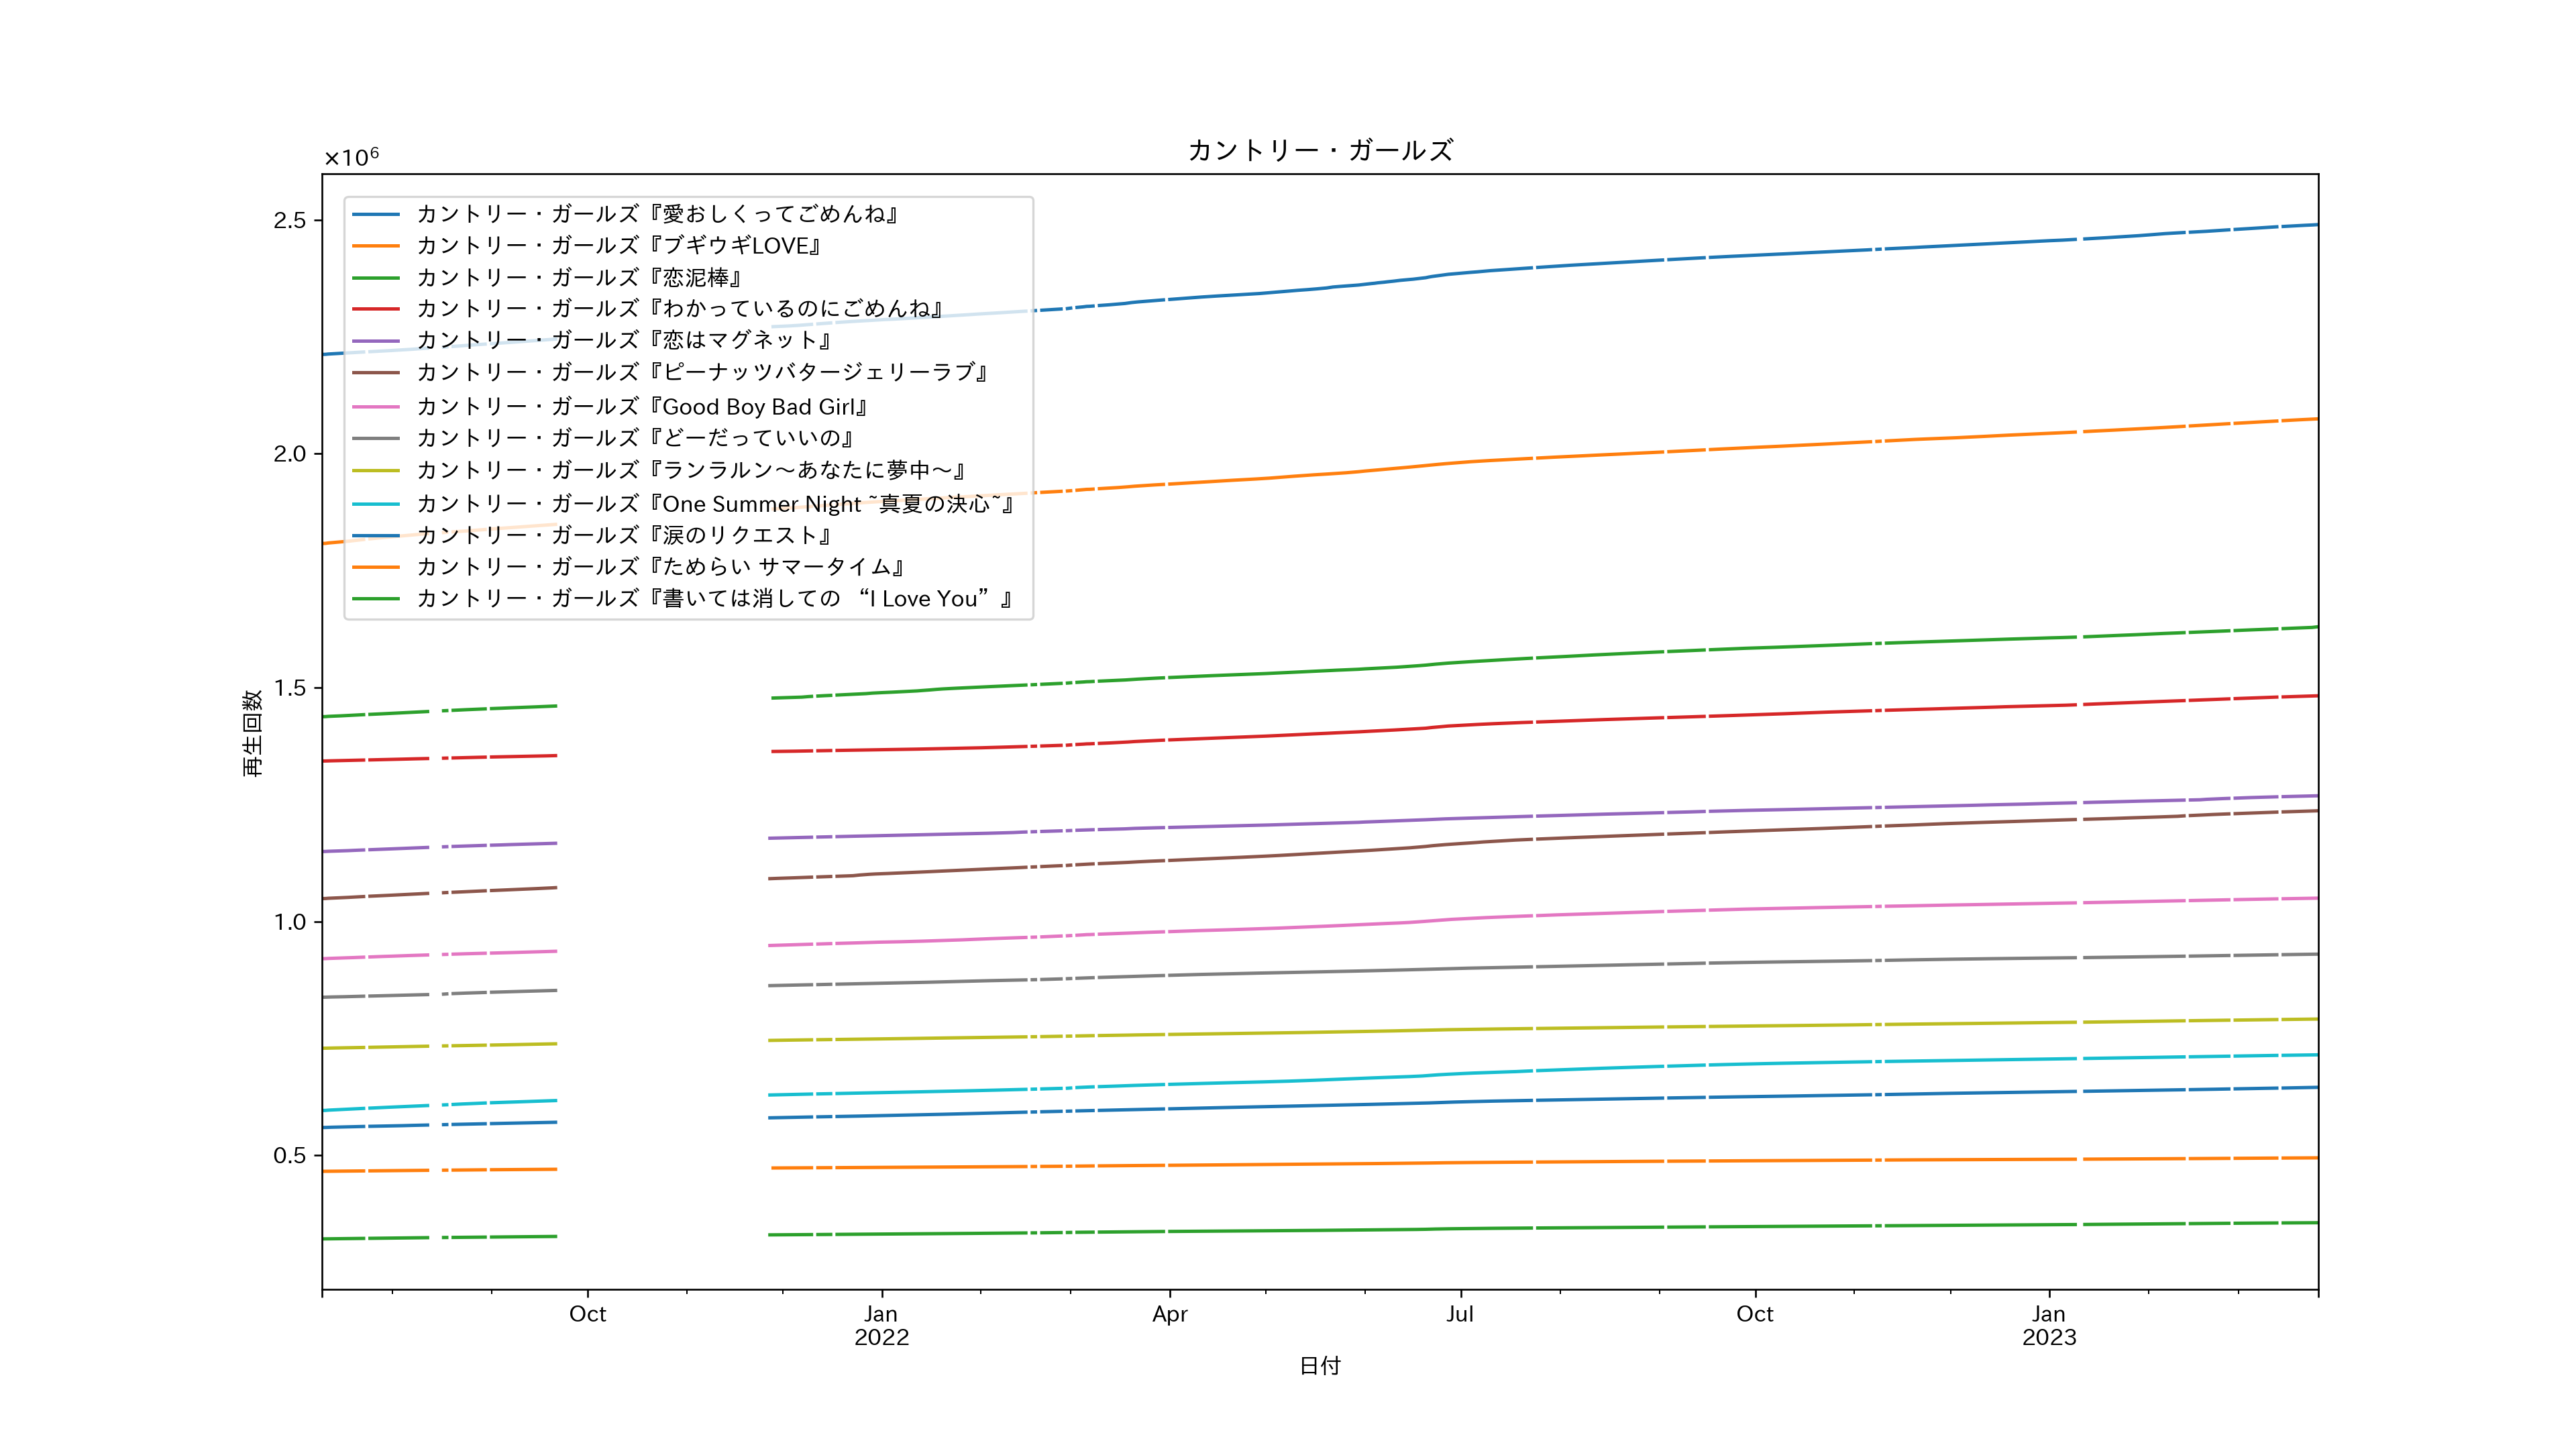 カントリー・ガールズ
×10⁶
カントリー・ガールズ『愛おしくってごめんね』
カントリー・ガールズ『ブギウギLOVE』
カントリー・ガールズ『恋泥棒』
カントリー・ガールズ『わかっているのにごめんね』
カントリー・ガールズ『恋はマグネット』
カントリー・ガールズ『ピーナッツバタージェリーラブ』
カントリー・ガールズ『Good Boy Bad Girl』
カントリー・ガールズ『どーだっていいの』
カントリー・ガールズ『ランラルン～あなたに夢中～』
カントリー・ガールズ『One Summer Night ~真夏の決心~』
カントリー・ガールズ『涙のリクエスト』
カントリー・ガールズ『ためらい サマータイム』
カントリー・ガールズ『書いては消しての “I Love You”』
2.5
2.0
1.5
1.0
0.5
再生回数
Oct
Jan
2022
Apr
Jul
Oct
Jan
2023
日付